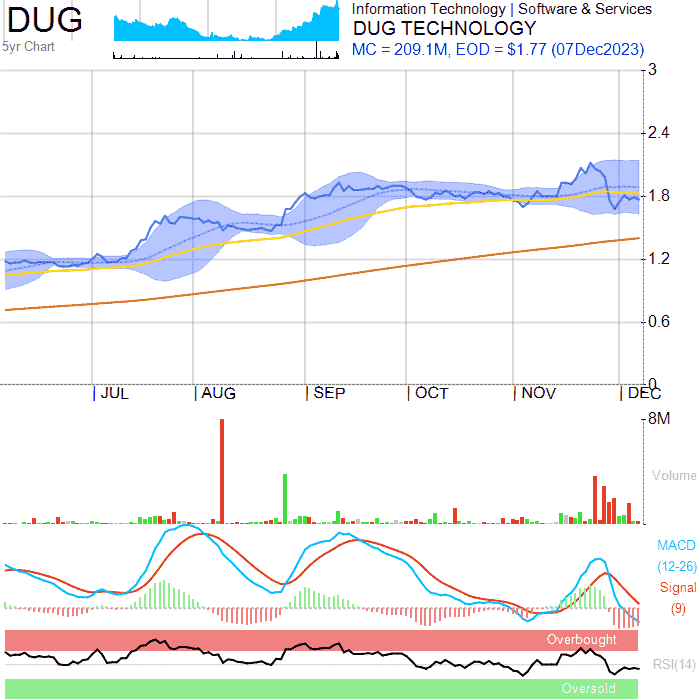 DUG
5yr Chart
Information Technology | Software & Services
DUG TECHNOLOGY
MC = 209.1M, EOD = $1.77 (07Dec2023)
3
2.4
1.8
1.2
0.6
0
JUL AUG SEP OCT NOV DEC
8M
Volume
MACD
(12-26)
Signal
(9)
Overbought
RSI(14)
Oversold